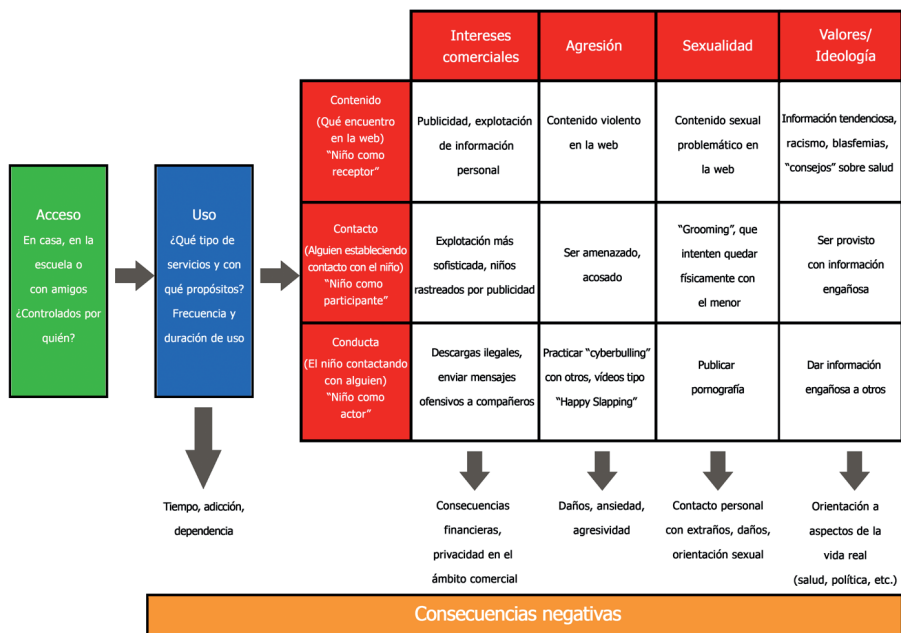 Acceso
En casa, en la
escuela o
con amigos
¿Controlados por
quién?
Uso
¿Qué tipo de
servicios y con
qué propósitos?
Frecuencia y
duración de uso
Tiempo, adicción,
dependencia
Intereses
comerciales
Agresión
Sexualidad
Valores/
Ideología
Contenido
(Qué encuentro
en la web)
"Niño como
receptor"
Publicidad, explotación
de información
personal
Contenido violento
en la web
Contenido sexual
problemático en
la web
Información tendenciosa,
racismo, blasfemias,
"consejos" sobre salud
Contacto
(Alguien estableciendo
contacto con el niño)
"Niño como
participante"
Explotación más
sofisticada, niños
rastreados por publicidad
Ser amenazado,
acosado
"Grooming", que
intenten quedar
físicamente con
el menor
Ser provisto
con información
engañosa
Conducta
(El niño contactando
con alguien)
"Niño como
actor"
Descargas ilegales,
enviar mensajes
ofensivos a compañeros
Practicar "cyberbulling"
con otros, vídeos tipo
"Happy Slapping"
Publicar
pornografía
Dar información
engañosa a otros
Consecuencias
financieras,
privacidad en el
ámbito comercial
Daños, ansiedad,
agresividad
Contacto personal
con extraños, daños,
orientación sexual
Orientación a
aspectos de la
vida real
(salud, política, etc.)
Consecuencias negativas